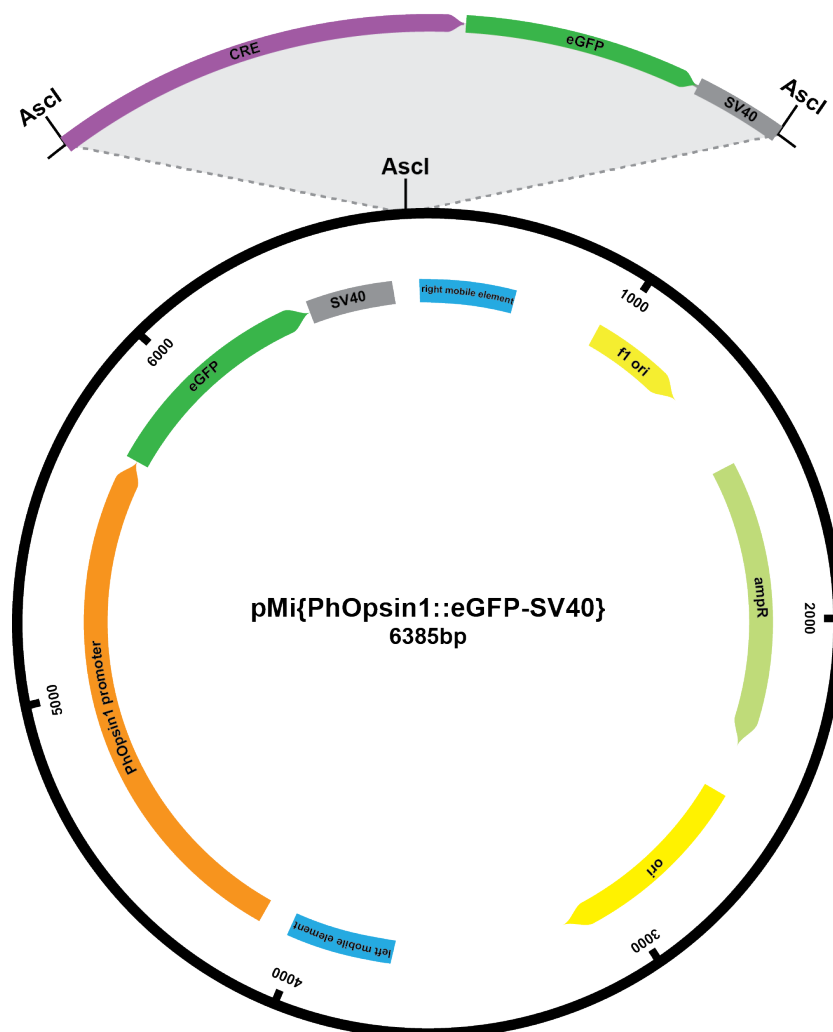 CRE
eGFP
SV40
AscI
AscI
AscI
SV40
right mobile element
1000
f1 ori
6000
eGFP
ampR
pMi{PhOpsin1::eGFP-SV40}
6385bp
2000
PhOpsin1 promoter
5000
ori
left mobile element
3000
4000